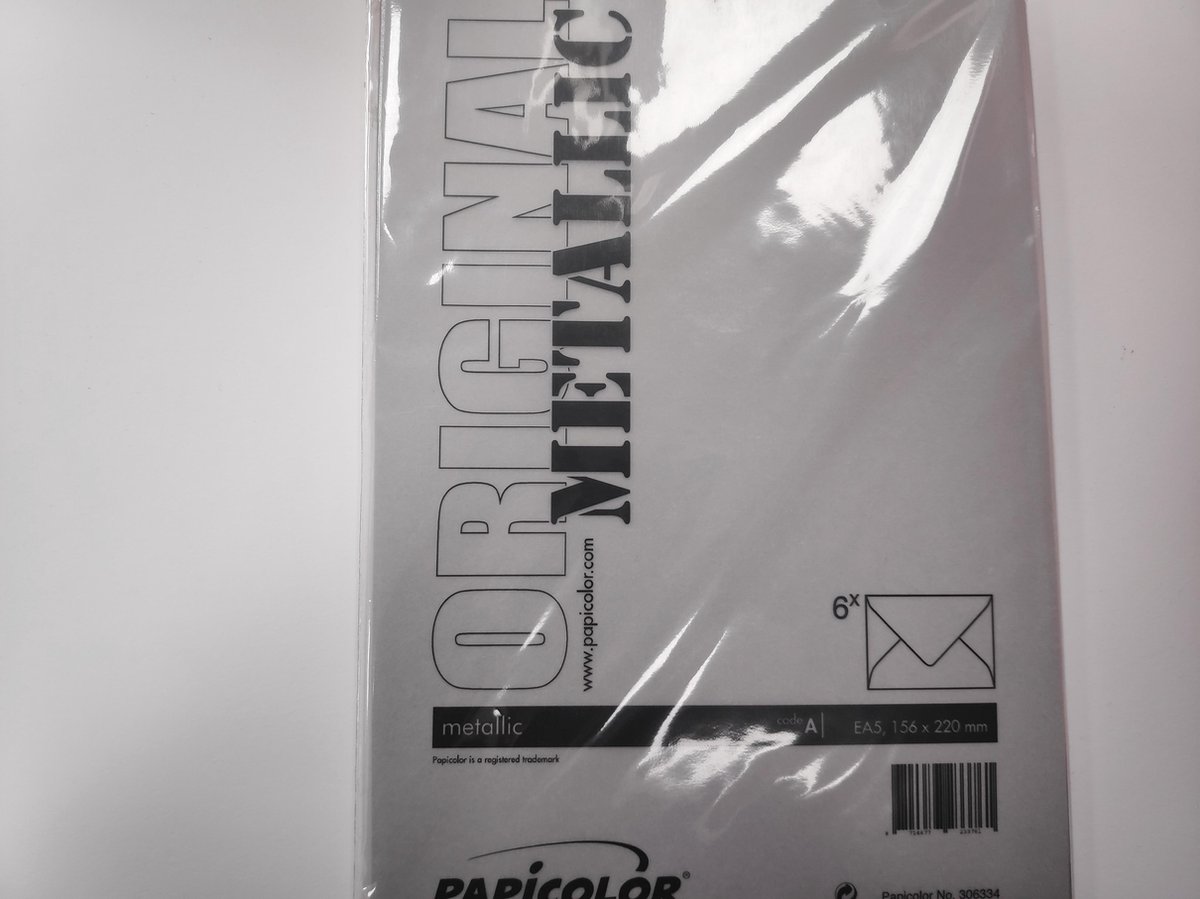 ORIGINAL
METALLIC
www.papicolor.com
6x
metallic
code A
EA5, 156 x 220 mm
Papicolor is a registered trademark
PAPICOLOR®
Papicolor No. 306334